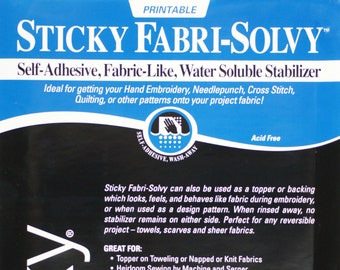 PRINTABLE
STICKY FABRI-SOLVY™
Self-Adhesive, Fabric-Like, Water Soluble Stabilizer
Ideal for getting your Hand Embroidery, Needlepunch, Cross Stitch,
Quilting, or other patterns onto your project fabric!
SELF-ADHESIVE, WASH-AWAY
Acid Free
Sticky Fabri-Solvy can also be used as a topper or backing
which looks, feels, and behaves like fabric during embroidery,
or when used as a design pattern. When rinsed away, no
stabilizer remains on either side. Perfect for any reversible
project – towels, scarves and sheer fabrics.
GREAT FOR:
• Topper on Toweling or Napped or Knit Fabrics
• Heirloom Sewing by Machine and Serger